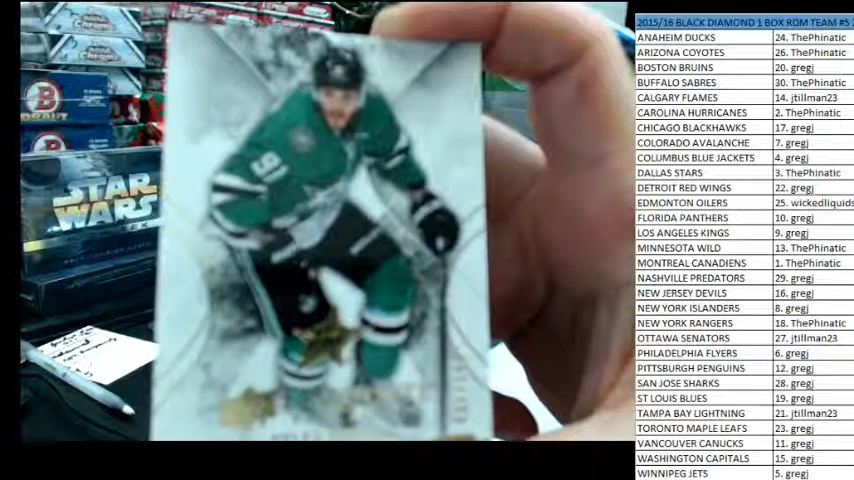 2015/16 BLACK DIAMOND 1 BOX RDM TEAM #5
ANAHEIM DUCKS 24. ThePhinatic
ARIZONA COYOTES 26. ThePhinatic
BOSTON BRUINS 20. gregj
BUFFALO SABRES 30. ThePhinatic
CALGARY FLAMES 14. jtillman23
CAROLINA HURRICANES 2. ThePhinatic
CHICAGO BLACKHAWKS 17. gregj
COLORADO AVALANCHE 7. gregj
COLUMBUS BLUE JACKETS 4. gregj
DALLAS STARS 3. ThePhinatic
DETROIT RED WINGS 22. gregj
EDMONTON OILERS 25. wickedliquids
FLORIDA PANTHERS 10. gregj
LOS ANGELES KINGS 9. gregj
MINNESOTA WILD 13. ThePhinatic
MONTREAL CANADIENS 1. ThePhinatic
NASHVILLE PREDATORS 29. gregj
NEW JERSEY DEVILS 16. gregj
NEW YORK ISLANDERS 8. gregj
NEW YORK RANGERS 18. ThePhinatic
OTTAWA SENATORS 27. jtillman23
PHILADELPHIA FLYERS 6. gregj
PITTSBURGH PENGUINS 12. gregj
SAN JOSE SHARKS 28. gregj
ST LOUIS BLUES 19. gregj
TAMPA BAY LIGHTNING 21. jtillman23
TORONTO MAPLE LEAFS 23. gregj
VANCOUVER CANUCKS 11. gregj
WASHINGTON CAPITALS 15. gregj
WINNIPEG JETS 5. gregj
B
DRAFT
B
STAR
WARS